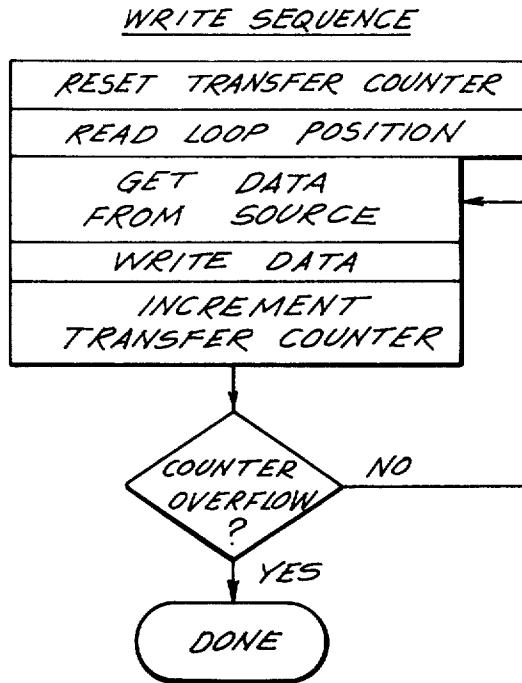 WRITE SEQUENCE
RESET TRANSFER COUNTER
READ LOOP POSITION
GET DATA
FROM SOURCE
WRITE DATA
INCREMENT
TRANSFER COUNTER
COUNTER
OVERFLOW
?
NO
YES
DONE